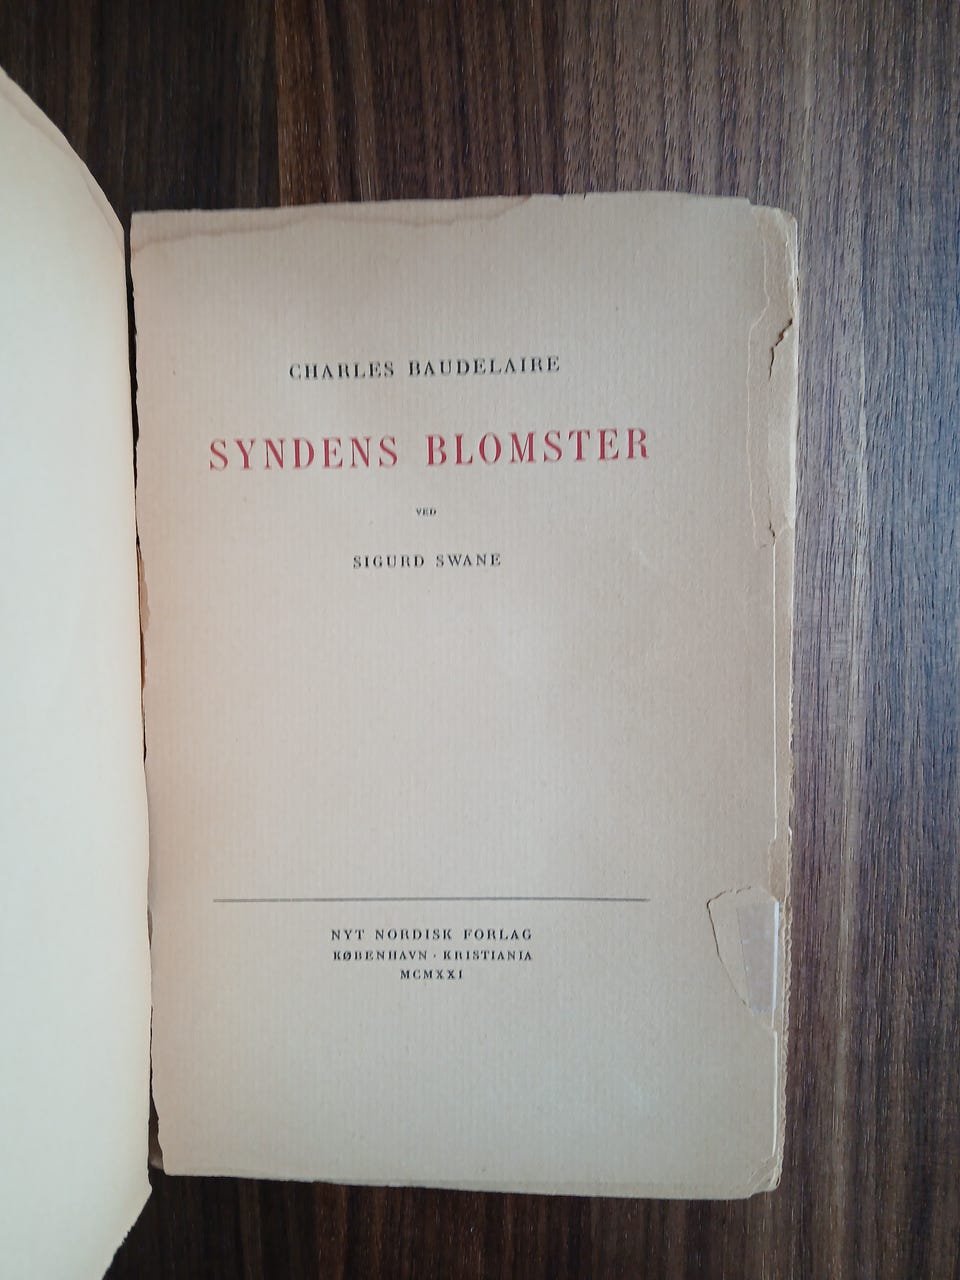 CHARLES BAUDELAIRE
SYNDENS BLOMSTER
VED
SIGURD SWANE
NYT NORDISK FORLAG
KØBENHAVN · KRISTIANIA
MCMXXI